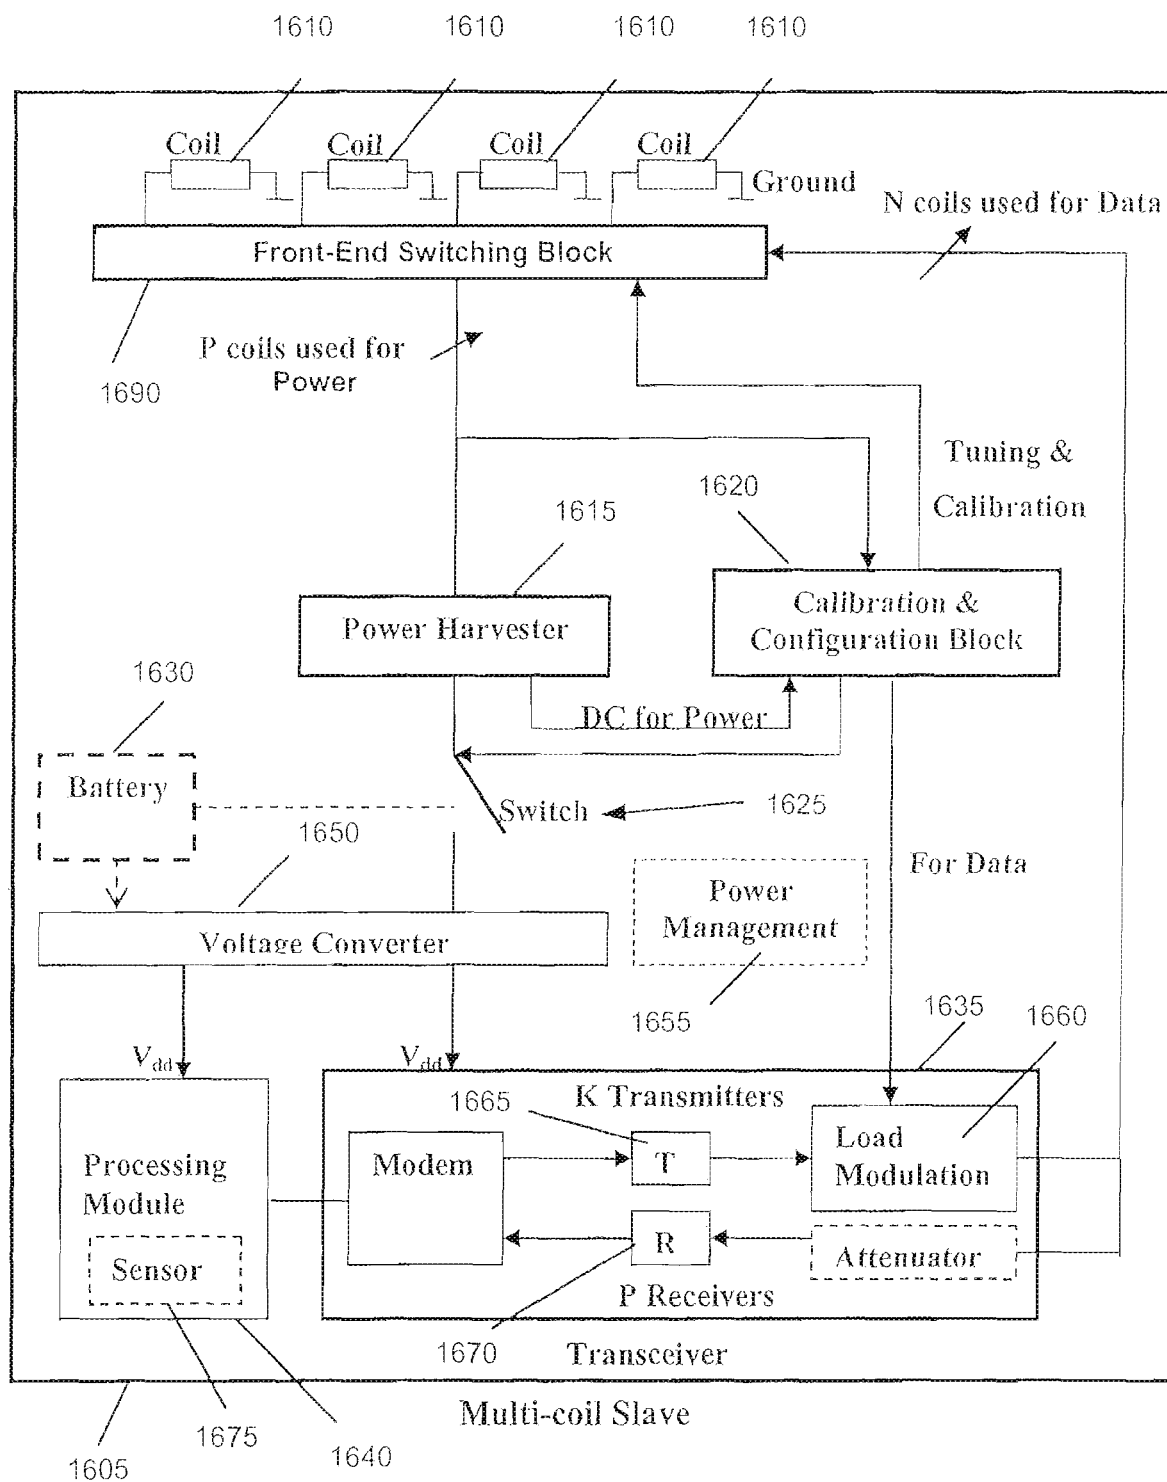 1610 1610 1610 1610
Coil Coil Coil Coil
Ground
N coils used for Data
Front-End Switching Block
P coils used for
Power
1690
Tuning &
Calibration
1620
1615
Calibration &
Configuration Block
Power Harvester
1630
DC for Power
Battery
Switch
1625
1650
For Data
Power
Management
Voltage Converter
1655
1635
1660
Vdd
Vdd
K Transmitters
1665
Load
Modulation
T
Modem
Processing
Module
R
Attenuator
Sensor
P Receivers
1670
Transceiver
Multi-coil Slave
1675
1640
1605